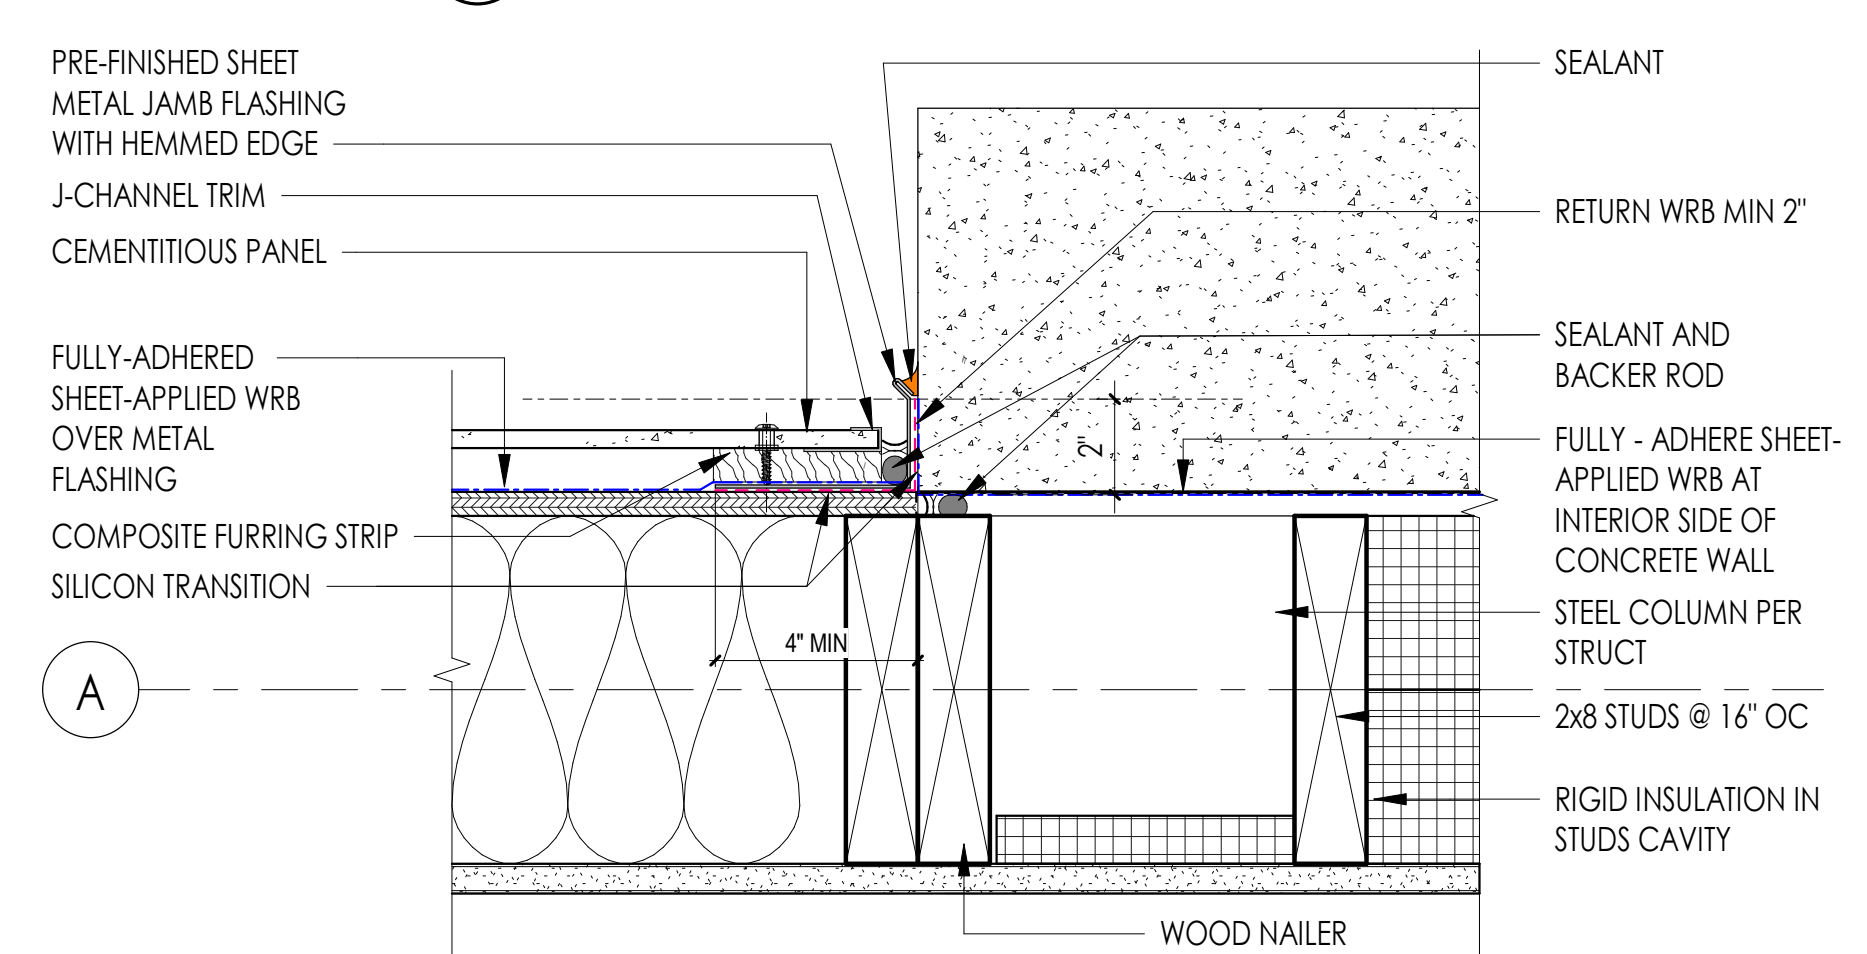 PRE-FINISHED SHEET
METAL JAMB FLASHING
WITH HEMMED EDGE
J-CHANNEL TRIM
CEMENTITIOUS PANEL
FULLY-ADHERED
SHEET-APPLIED WRB
OVER METAL
FLASHING
COMPOSITE FURRING STRIP
SILICON TRANSITION
A
4" MIN
2"
SEALANT
RETURN WRB MIN 2"
SEALANT AND
BACKER ROD
FULLY - ADHERE SHEET-
APPLIED WRB AT
INTERIOR SIDE OF
CONCRETE WALL
STEEL COLUMN PER
STRUCT
2x8 STUDS @ 16" OC
RIGID INSULATION IN
STUDS CAVITY
WOOD NAILER